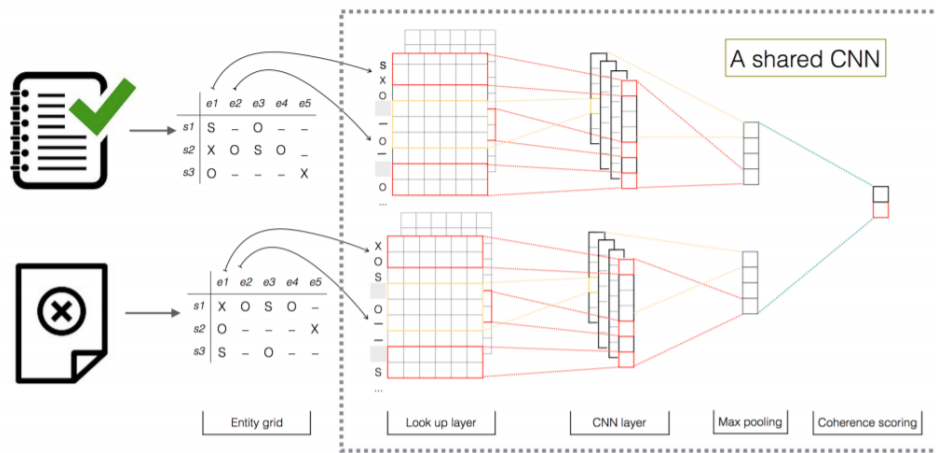 A shared CNN
e1 e2 e3 e4 e5
s1 S – O – –
s2 X O S O –
s3 O – – – X
S
X
O
–
O
–
O
...
e1 e2 e3 e4 e5
s1 X O S O –
s2 O – – X
s3 S – O – –
X
O
S
O
–
–
S
...
Entity grid
Look up layer
CNN layer
Max pooling
Coherence scoring